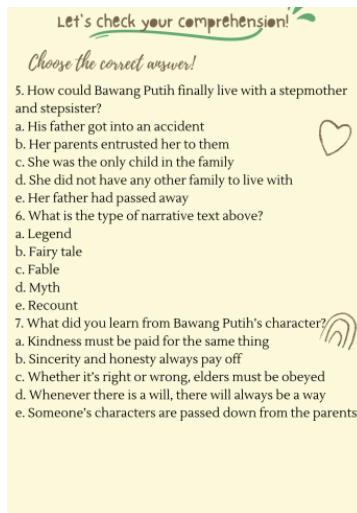 Let's check your comprehension!
Choose the correct answer!
5. How could Bawang Putih finally live with a stepmother
and stepsister?
a. His father got into an accident
b. Her parents entrusted her to them
c. She was the only child in the family
d. She did not have any other family to live with
e. Her father had passed away
6. What is the type of narrative text above?
a. Legend
b. Fairy tale
c. Fable
d. Myth
e. Recount
7. What did you learn from Bawang Putih's character?
a. Kindness must be paid for the same thing
b. Sincerity and honesty always pay off
c. Whether it's right or wrong, elders must be obeyed
d. Whenever there is a will, there will always be a way
e. Someone's characters are passed down from the parents